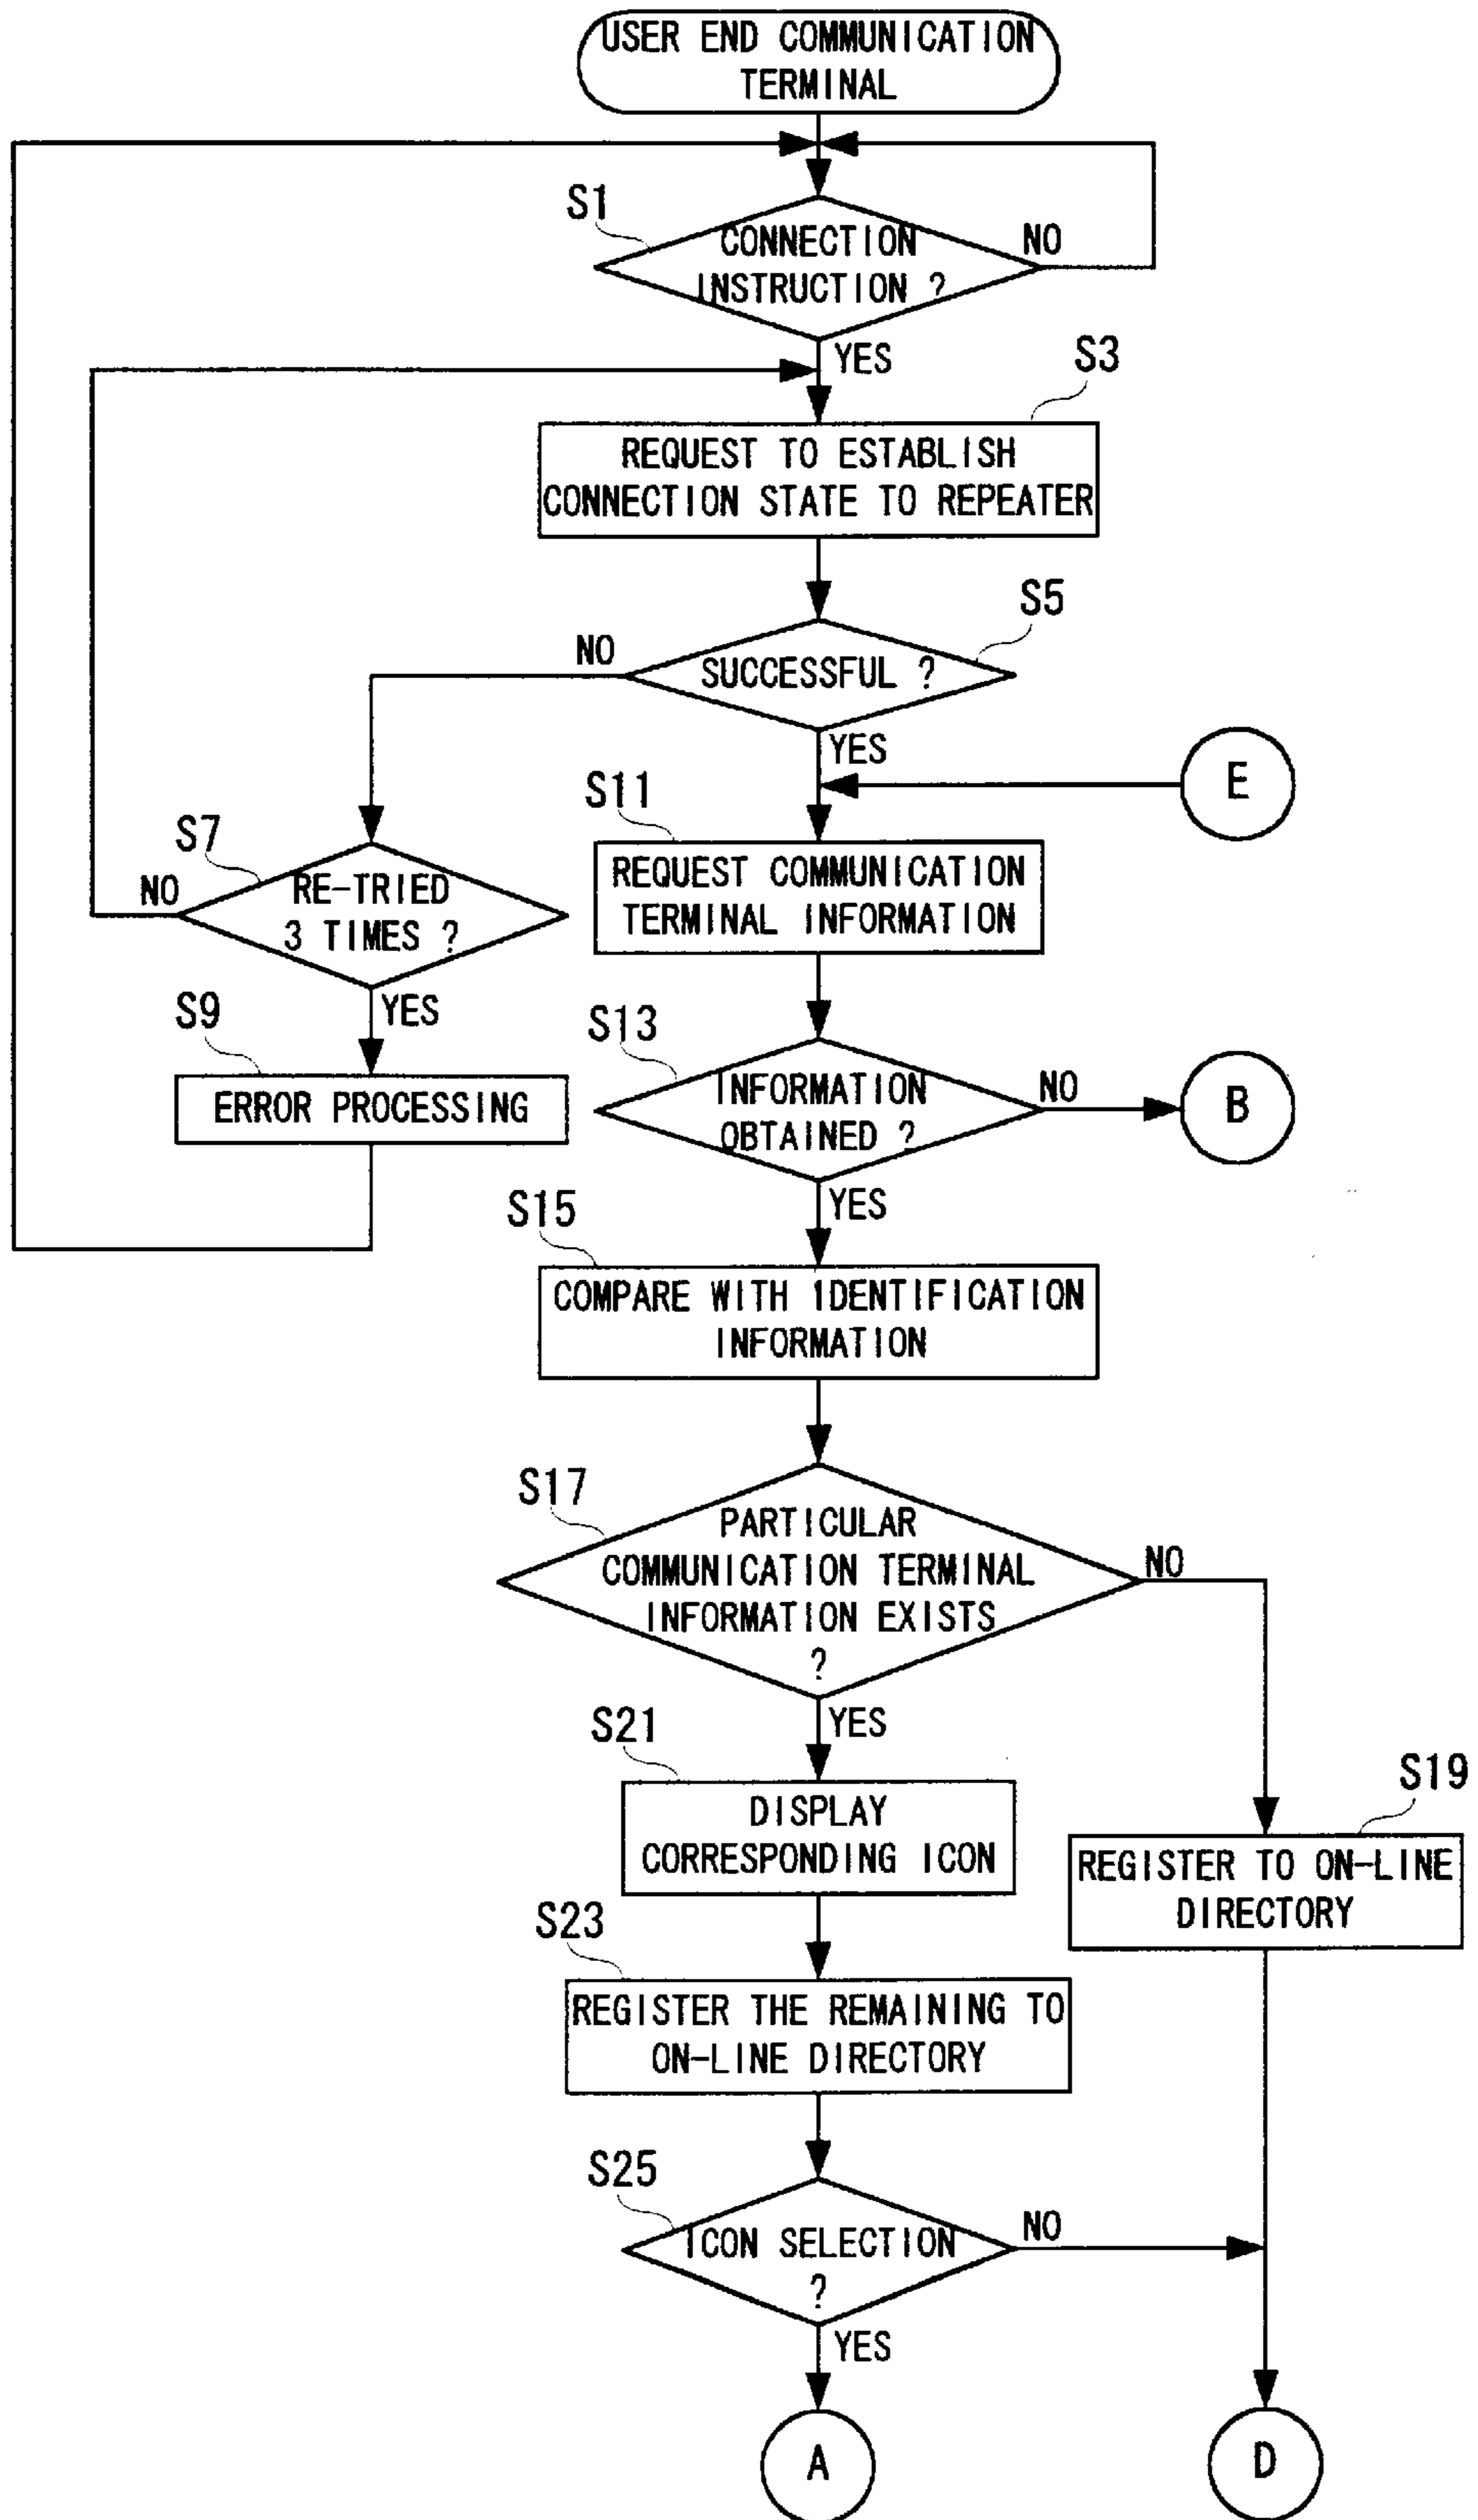 USER END COMMUNICATION
TERMINAL
S1
CONNECTION
INSTRUCTION ?
NO
YES
S3
REQUEST TO ESTABLISH
CONNECTION STATE TO REPEATER
S5
SUCCESSFUL ?
NO
YES
E
S7
RE-TRIED
3 TIMES ?
NO
YES
S9
ERROR PROCESSING
S11
REQUEST COMMUNICATION
TERMINAL INFORMATION
S13
INFORMATION
OBTAINED ?
NO
B
YES
S15
COMPARE WITH IDENTIFICATION
INFORMATION
S17
PARTICULAR
COMMUNICATION TERMINAL
INFORMATION EXISTS
?
NO
YES
S19
REGISTER TO ON-LINE
DIRECTORY
S21
DISPLAY
CORRESPONDING ICON
S23
REGISTER THE REMAINING TO
ON-LINE DIRECTORY
S25
ICON SELECTION
?
NO
YES
A
D